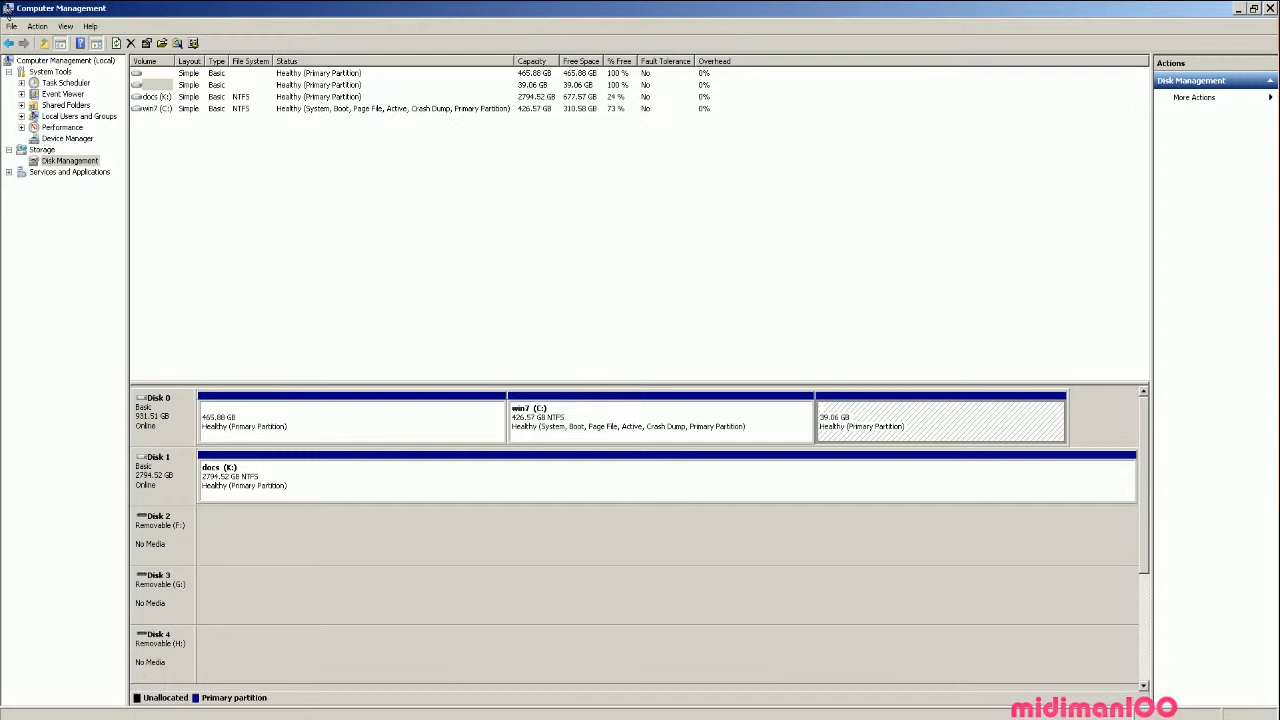 Computer Management
File Action View Help
Computer Management (Local)
System Tools
Task Scheduler
Event Viewer
Shared Folders
Local Users and Groups
Performance
Device Manager
Storage
Disk Management
Services and Applications
Volume Layout Type File System Status Capacity Free Space % Free Fault Tolerance Overhead
Simple Basic Healthy (Primary Partition) 465.88 GB 465.88 GB 100 % No 0%
Simple Basic Healthy (Primary Partition) 39.06 GB 39.06 GB 100 % No 0%
docs (K:) Simple Basic NTFS Healthy (Primary Partition) 2794.52 GB 677.57 GB 24 % No 0%
win7 (C:) Simple Basic NTFS Healthy (System, Boot, Page File, Active, Crash Dump, Primary Partition) 426.57 GB 310.58 GB 73 % No 0%
Actions
Disk Management
More Actions
Disk 0
Basic
931.51 GB
Online
465.88 GB
Healthy (Primary Partition)
win7 (C:)
426.57 GB NTFS
Healthy (System, Boot, Page File, Active, Crash Dump, Primary Partition)
39.06 GB
Healthy (Primary Partition)
Disk 1
Basic
2794.52 GB
Online
docs (K:)
2794.52 GB NTFS
Healthy (Primary Partition)
Disk 2
Removable (F:)
No Media
Disk 3
Removable (G:)
No Media
Disk 4
Removable (H:)
No Media
Unallocated Primary partition
midiman100